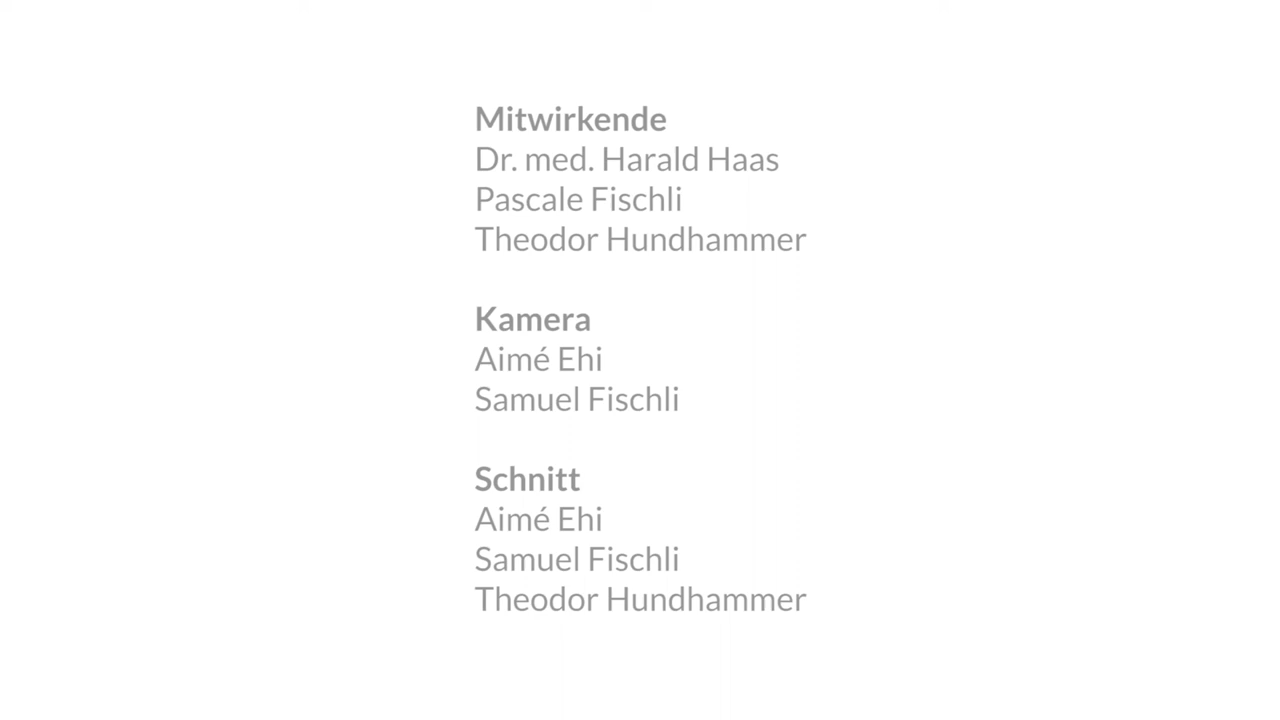 Mitwirkende
Dr. med. Harald Haas
Pascale Fischli
Theodor Hundhammer
Kamera
Aimé Ehi
Samuel Fischli
Schnitt
Aimé Ehi
Samuel Fischli
Theodor Hundhammer